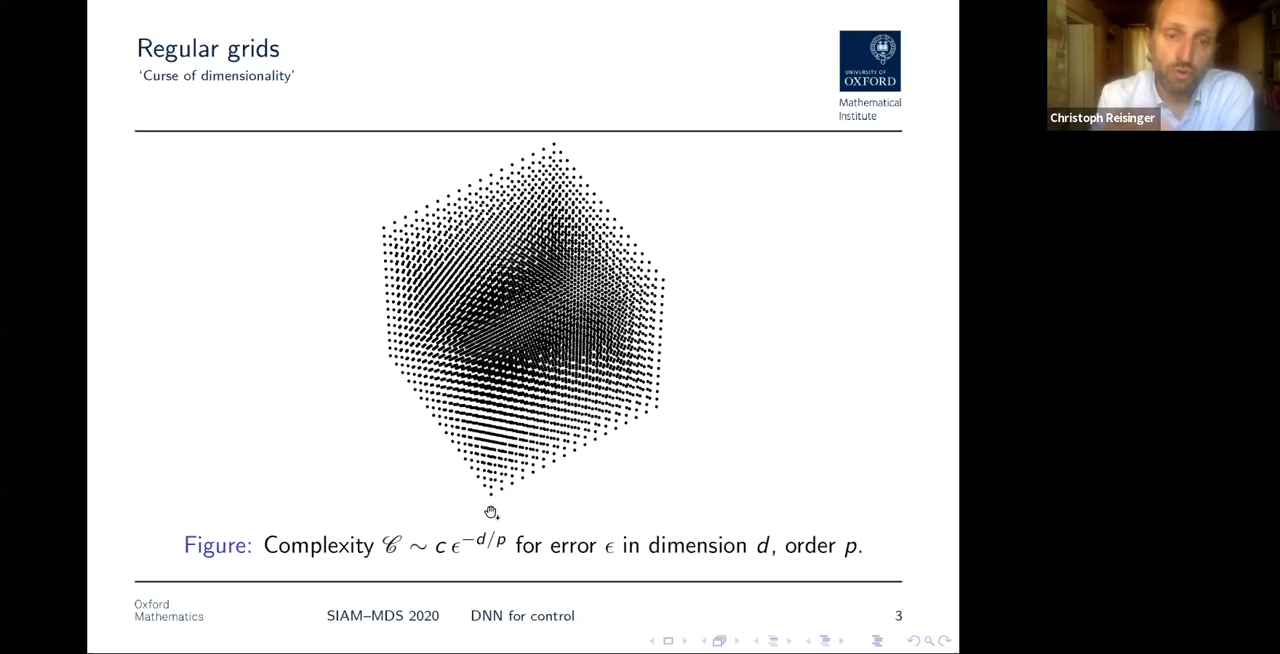 Regular grids
‘Curse of dimensionality’
UNIVERSITY OF
OXFORD
Mathematical
Institute
Christoph Reisinger
Figure: Complexity 𝒞 ∼ c ϵ^{−d/p} for error ϵ in dimension d, order p.
Oxford
Mathematics
SIAM–MDS 2020 DNN for control 3